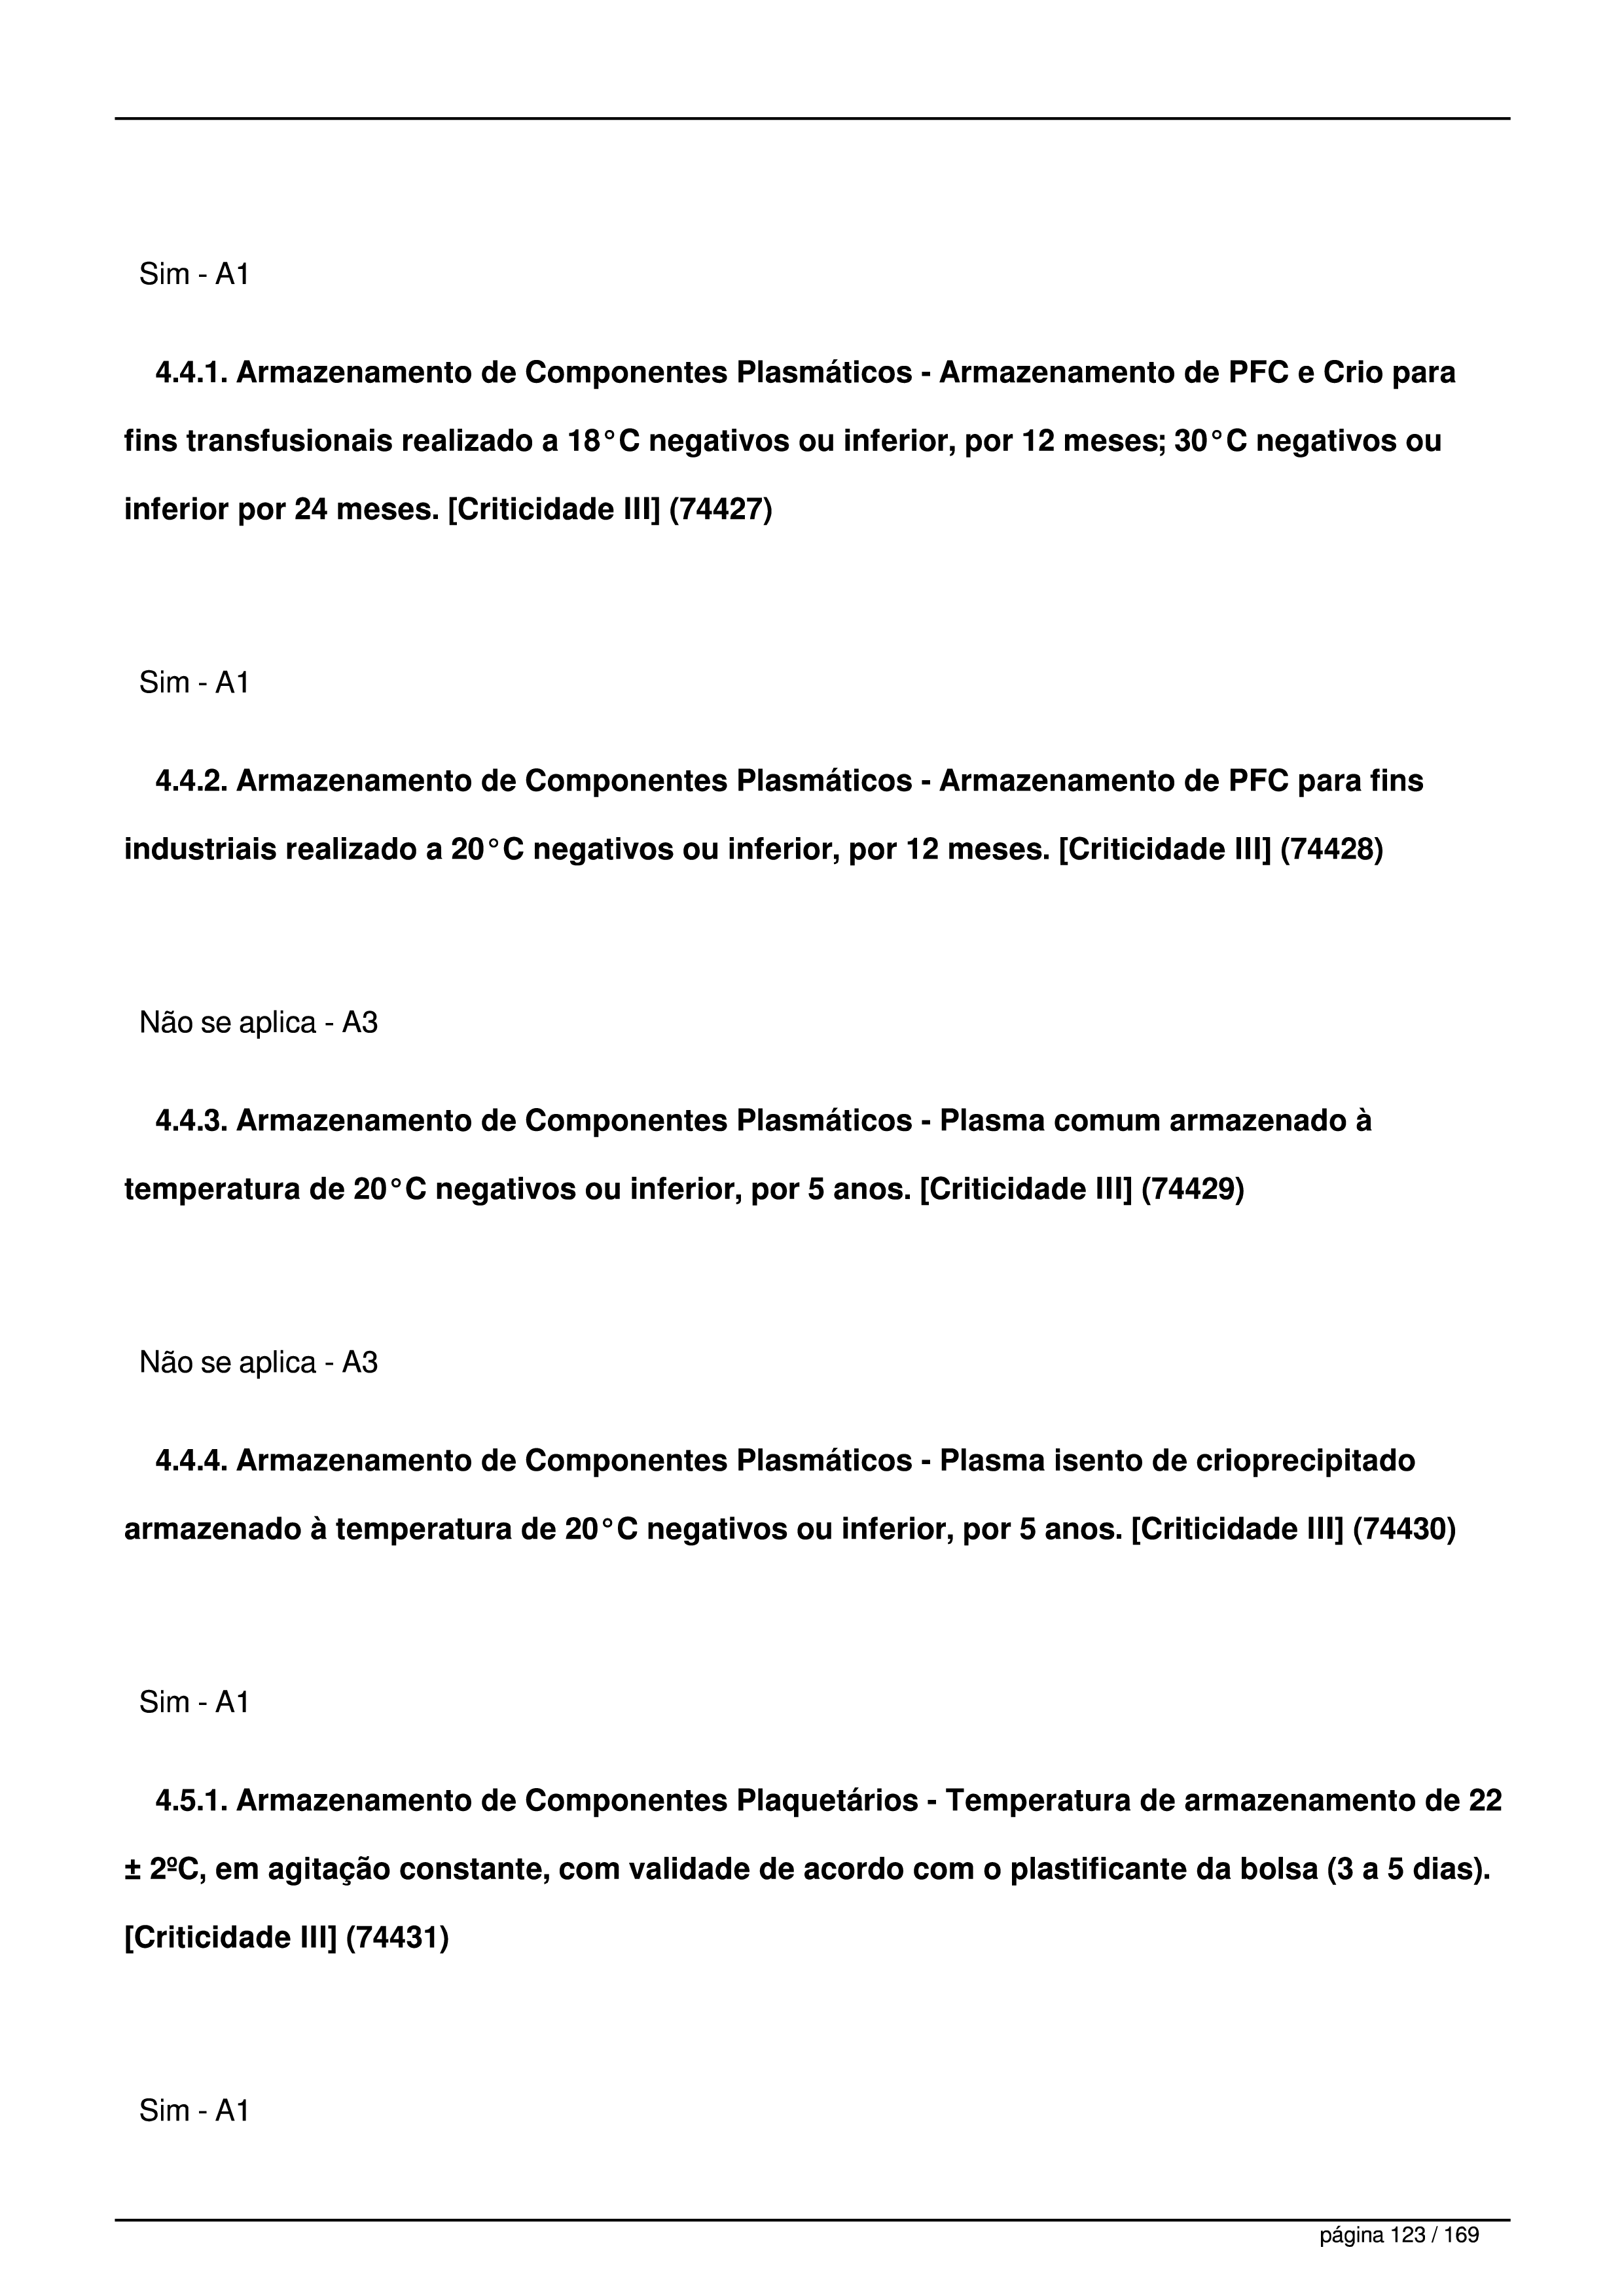 Sim - A1
4.4.1. Armazenamento de Componentes Plasmáticos - Armazenamento de PFC e Crio para
fins transfusionais realizado a 18°C negativos ou inferior, por 12 meses; 30°C negativos ou
inferior por 24 meses. [Criticidade III] (74427)
Sim - A1
4.4.2. Armazenamento de Componentes Plasmáticos - Armazenamento de PFC para fins
industriais realizado a 20°C negativos ou inferior, por 12 meses. [Criticidade III] (74428)
Não se aplica - A3
4.4.3. Armazenamento de Componentes Plasmáticos - Plasma comum armazenado à
temperatura de 20°C negativos ou inferior, por 5 anos. [Criticidade III] (74429)
Não se aplica - A3
4.4.4. Armazenamento de Componentes Plasmáticos - Plasma isento de crioprecipitado
armazenado à temperatura de 20°C negativos ou inferior, por 5 anos. [Criticidade III] (74430)
Sim - A1
4.5.1. Armazenamento de Componentes Plaquetários - Temperatura de armazenamento de 22
± 2ºC, em agitação constante, com validade de acordo com o plastificante da bolsa (3 a 5 dias).
[Criticidade III] (74431)
Sim - A1
página 123 / 169